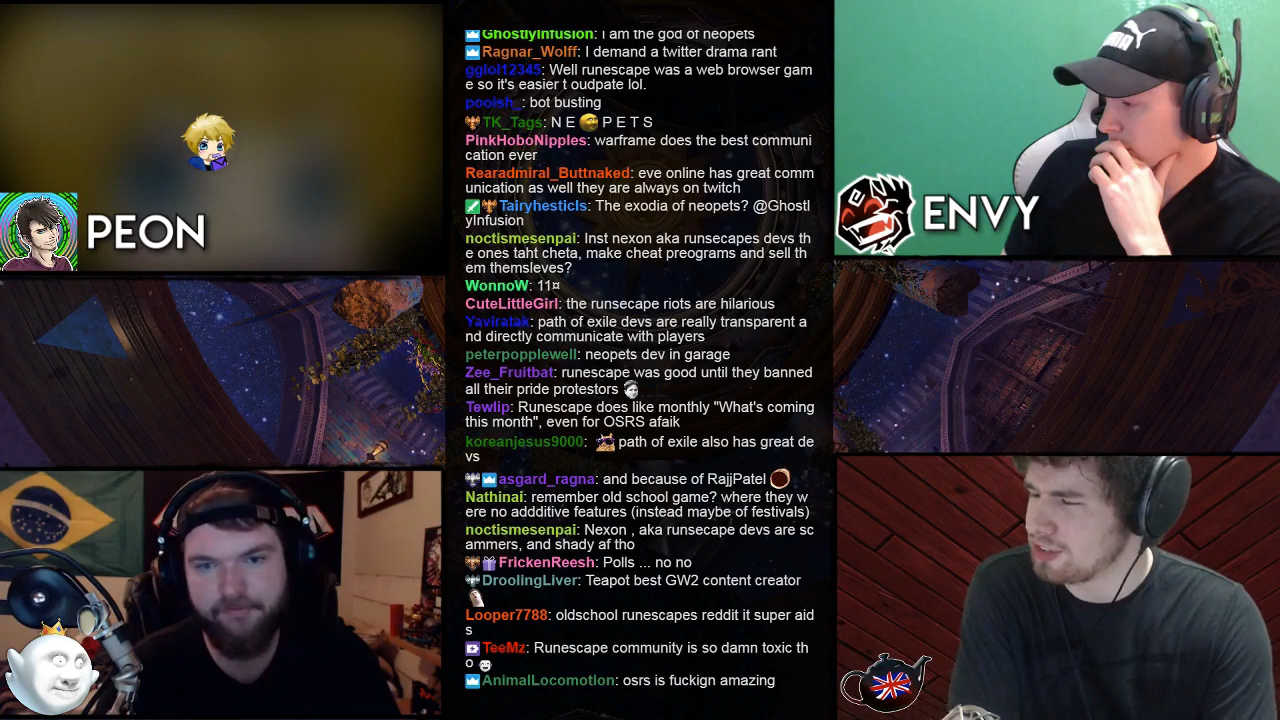 PEON
GhostlyInfusion: I am the god of neopets
Ragnar_Wolff: I demand a twitter drama rant
gglol12345: Well runescape was a web browser gam
e so it's easier t oudpate lol.
poolsh_: bot busting
TK_Tags: N E P E T S
PinkHoboNipples: warframe does the best communi
cation ever
Rearadmiral_Buttnaked: eve online has great comm
unication as well they are always on twitch
Tairyhesticls: The exodia of neopets? @Ghostl
yInfusion
noctismesenpai: Inst nexon aka runsecapes devs th
e ones taht cheta, make cheat preograms and sell th
em themsleves?
WonnoW: 11¤
CuteLittleGirl: the runsecape riots are hilarious
Yaviratak: path of exile devs are really transparent a
nd directly communicate with players
peterpopplewell: neopets dev in garage
Zee_Fruitbat: runescape was good until they banned
all their pride protestors
Tewlip: Runescape does like monthly "What's coming
this month", even for OSRS afaik
koreanjesus9000: path of exile also has great de
vs
asgard_ragna: and because of RajjPatel
Nathinai: remember old school game? where they w
ere no addditive features (instead maybe of festivals)
noctismesenpai: Nexon , aka runsecape devs are sc
ammers, and shady af tho
FrickenReesh: Polls ... no no
DroolingLiver: Teapot best GW2 content creator
Looper7788: oldschool runescapes reddit it super aid
s
TeeMz: Runescape community is so damn toxic th
o
AnimalLocomotion: osrs is fuckign amazing
PUMA
ENVY